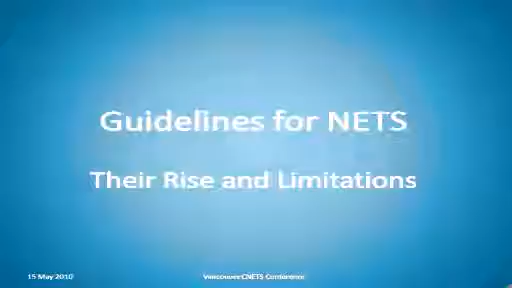 Guidelines for NETS
Their Rise and Limitations
15 May 2010
Vancouver CNETS Conference